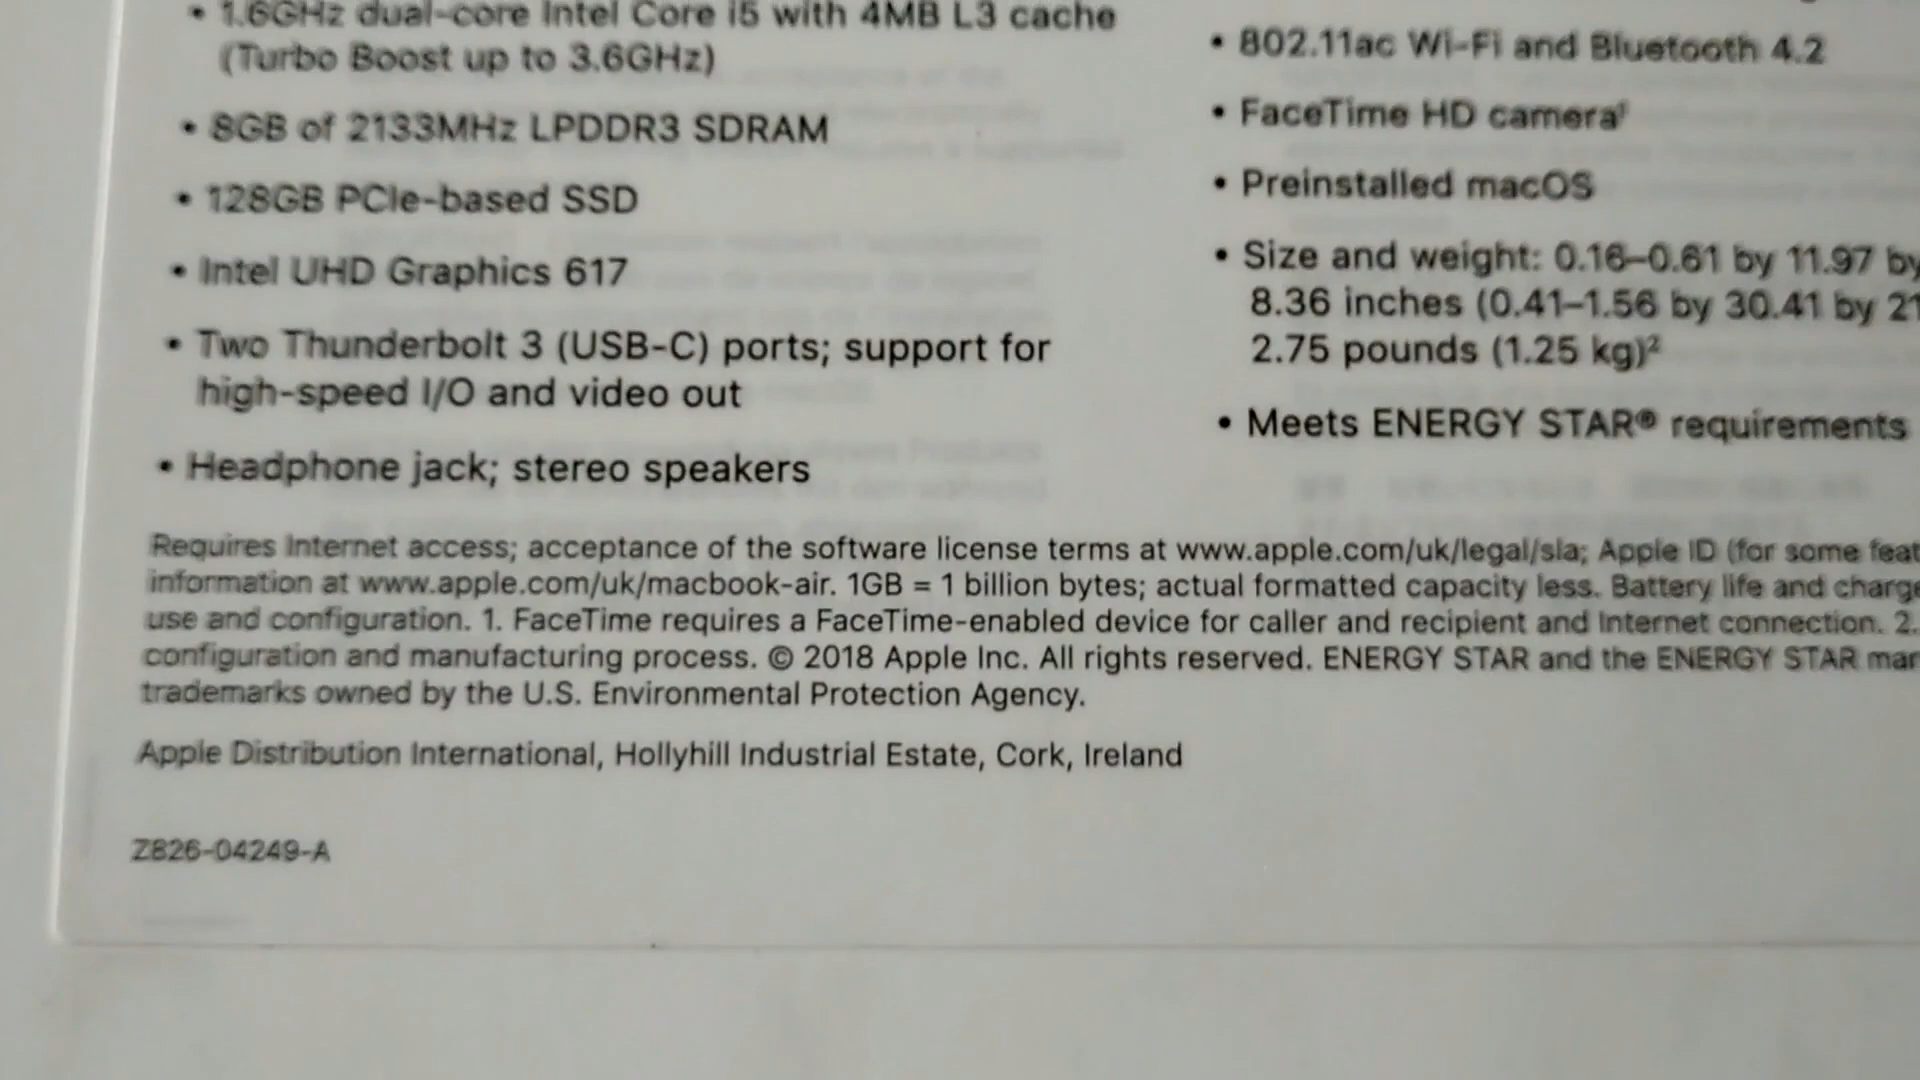 • 1.6GHz dual-core Intel Core i5 with 4MB L3 cache
(Turbo Boost up to 3.6GHz)
• 8GB of 2133MHz LPDDR3 SDRAM
• 128GB PCIe-based SSD
• Intel UHD Graphics 617
• Two Thunderbolt 3 (USB-C) ports; support for
high-speed I/O and video out
• Headphone jack; stereo speakers
• 802.11ac Wi-Fi and Bluetooth 4.2
• FaceTime HD camera¹
• Preinstalled macOS
• Size and weight: 0.16–0.61 by 11.97 by
8.36 inches (0.41–1.56 by 30.41 by 21
2.75 pounds (1.25 kg)²
• Meets ENERGY STAR® requirements
Requires Internet access; acceptance of the software license terms at www.apple.com/uk/legal/sla; Apple ID (for some feat
information at www.apple.com/uk/macbook-air. 1GB = 1 billion bytes; actual formatted capacity less. Battery life and charge
use and configuration. 1. FaceTime requires a FaceTime-enabled device for caller and recipient and Internet connection. 2.
configuration and manufacturing process. © 2018 Apple Inc. All rights reserved. ENERGY STAR and the ENERGY STAR mar
trademarks owned by the U.S. Environmental Protection Agency.
Apple Distribution International, Hollyhill Industrial Estate, Cork, Ireland
Z826-04249-A